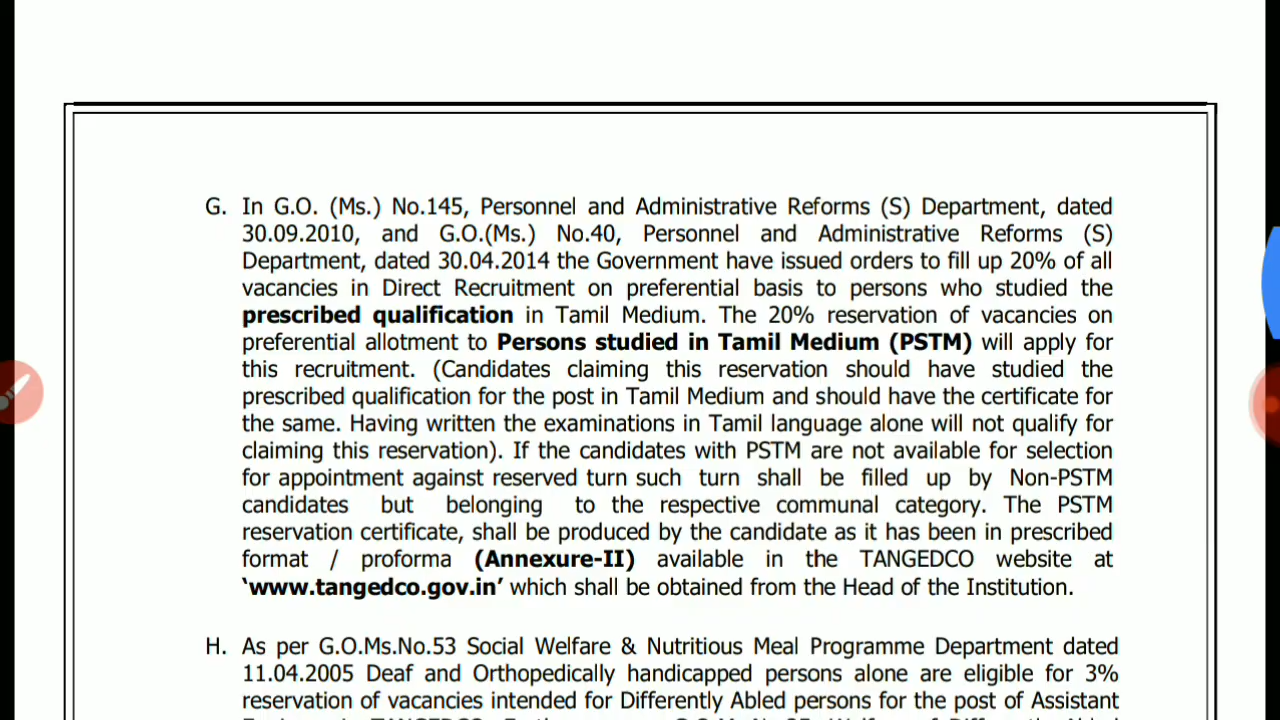 G. In G.O. (Ms.) No.145, Personnel and Administrative Reforms (S) Department, dated
30.09.2010, and G.O.(Ms.) No.40, Personnel and Administrative Reforms (S)
Department, dated 30.04.2014 the Government have issued orders to fill up 20% of all
vacancies in Direct Recruitment on preferential basis to persons who studied the
prescribed qualification in Tamil Medium. The 20% reservation of vacancies on
preferential allotment to Persons studied in Tamil Medium (PSTM) will apply for
this recruitment. (Candidates claiming this reservation should have studied the
prescribed qualification for the post in Tamil Medium and should have the certificate for
the same. Having written the examinations in Tamil language alone will not qualify for
claiming this reservation). If the candidates with PSTM are not available for selection
for appointment against reserved turn such turn shall be filled up by Non-PSTM
candidates but belonging to the respective communal category. The PSTM
reservation certificate, shall be produced by the candidate as it has been in prescribed
format / proforma (Annexure-II) available in the TANGEDCO website at
‘www.tangedco.gov.in’ which shall be obtained from the Head of the Institution.
H. As per G.O.Ms.No.53 Social Welfare & Nutritious Meal Programme Department dated
11.04.2005 Deaf and Orthopedically handicapped persons alone are eligible for 3%
reservation of vacancies intended for Differently Abled persons for the post of Assistant